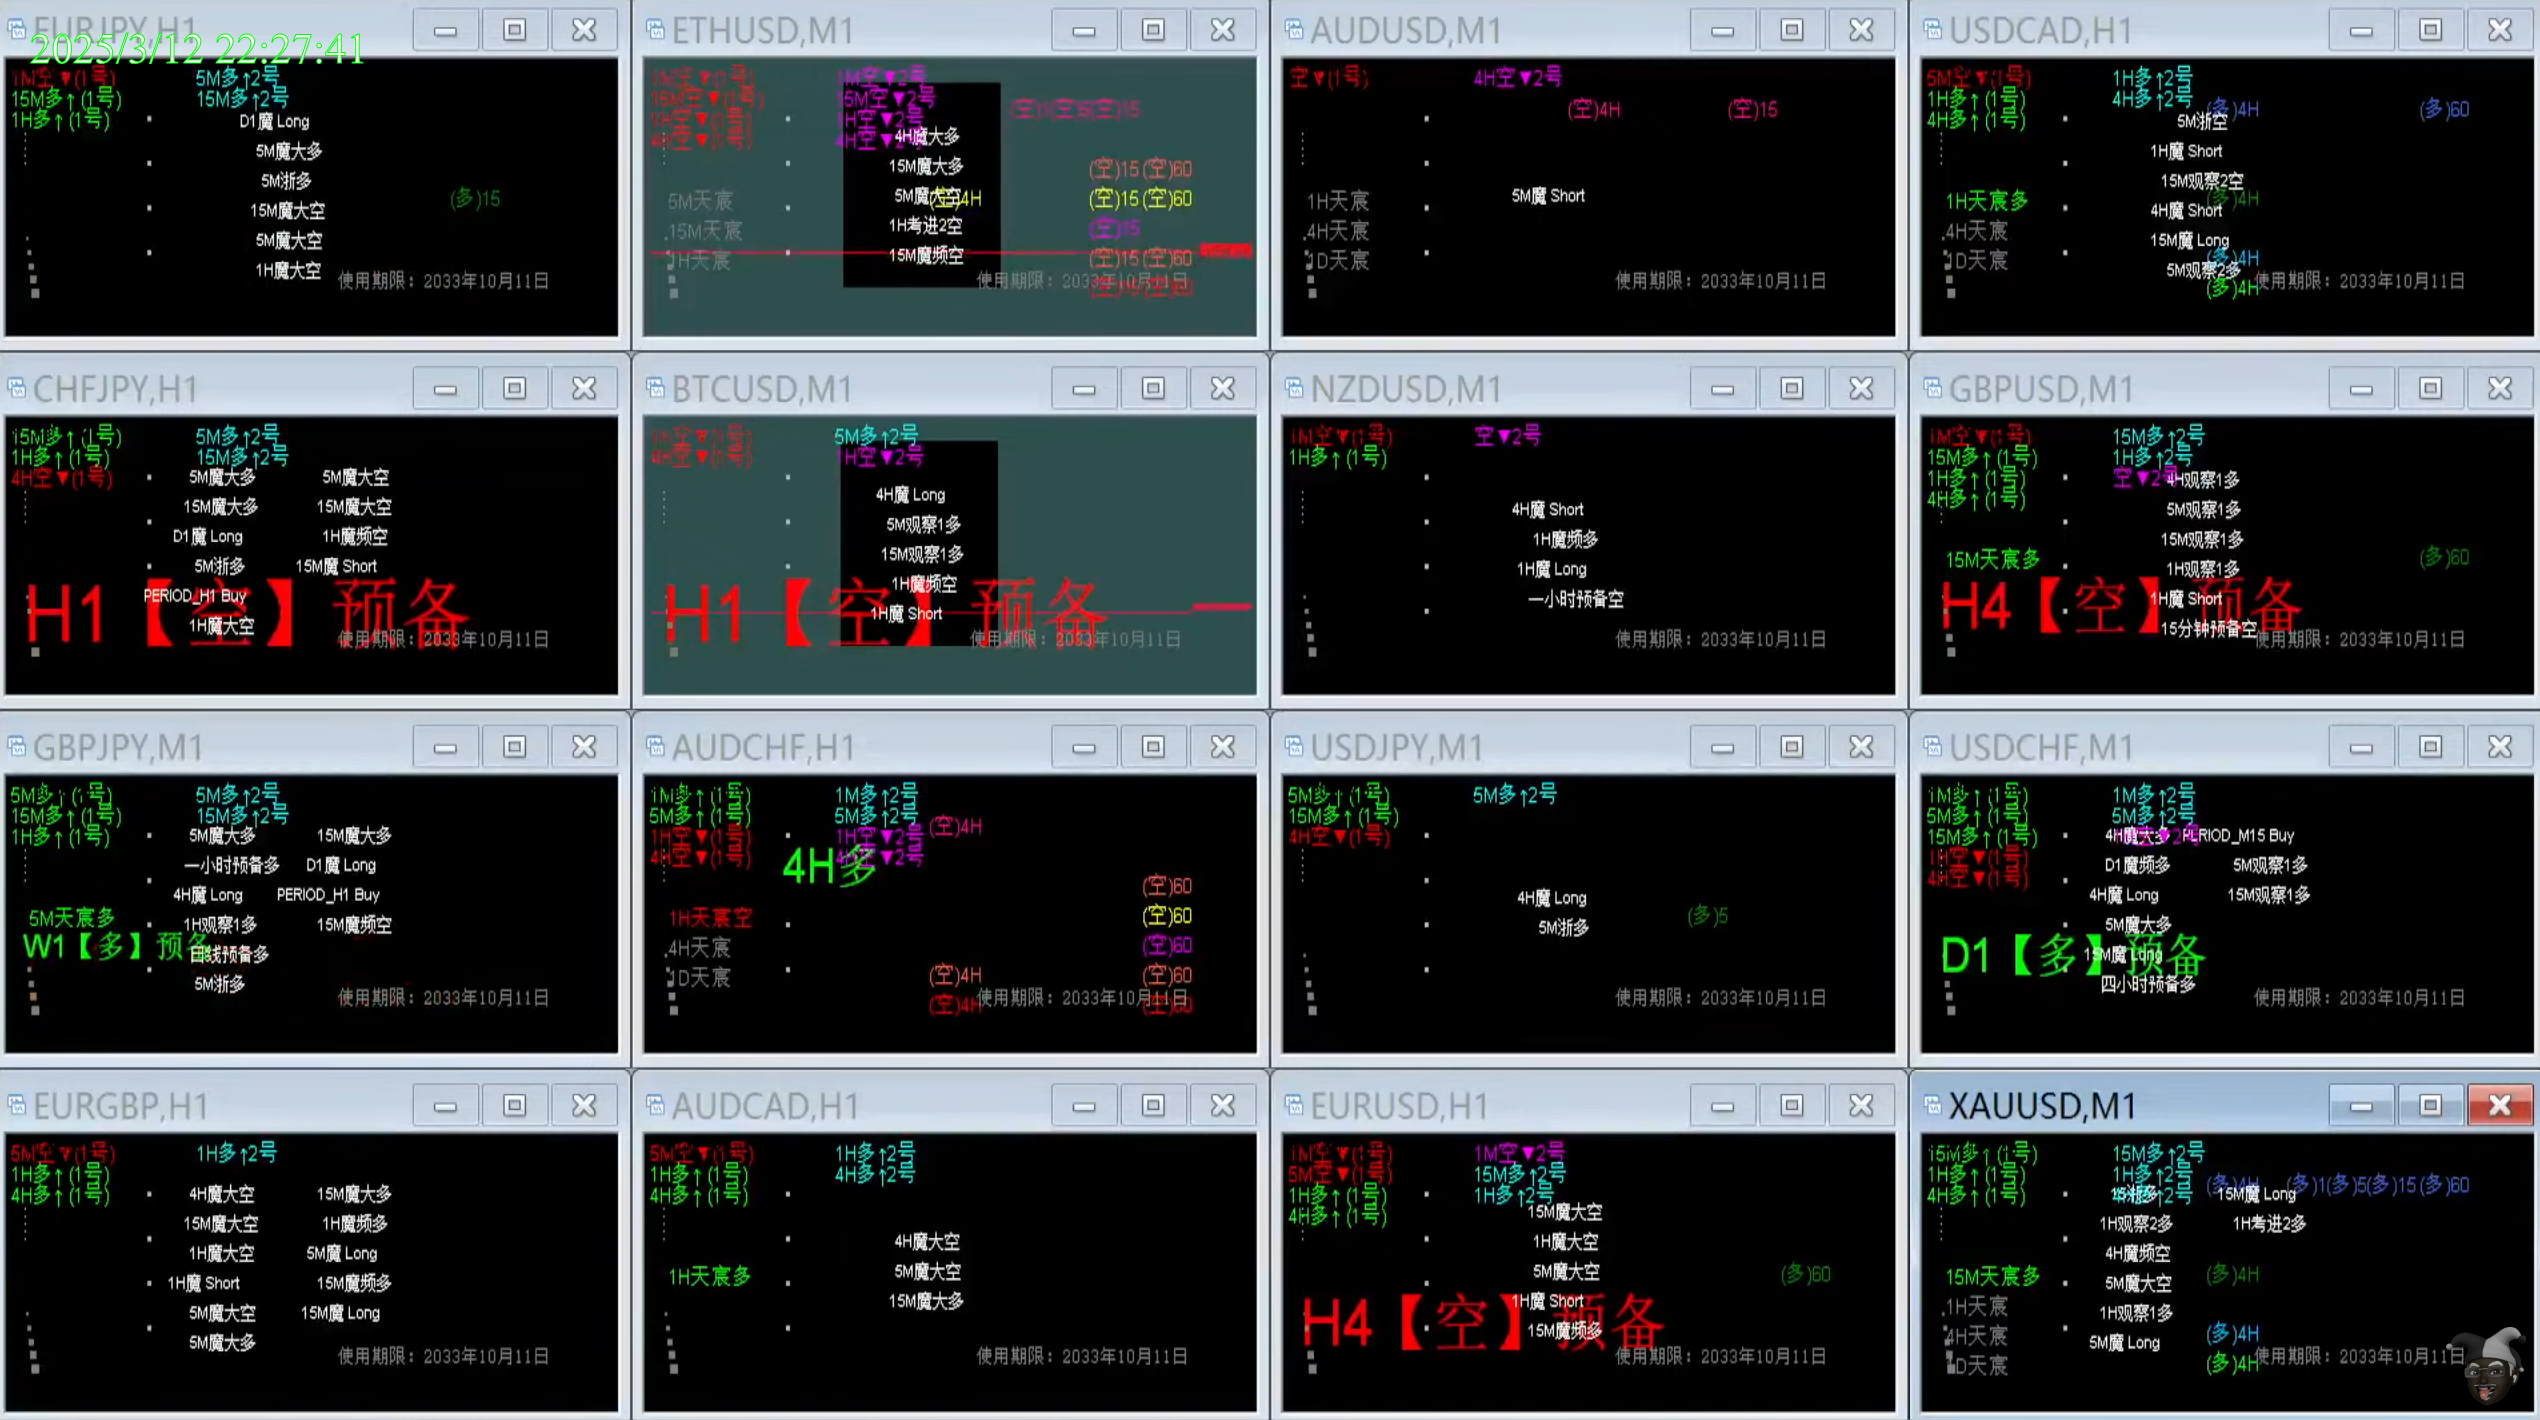 EURJPY,H1
2025/3/12 22:27:41
1M空▼(1号) 5M多↑2号
15M多↑(1号) 15M多↑2号
1H多↑(1号) D1魔 Long
5M魔大多
5M浙多
(多)15
15M魔大空
5M魔大空
1H魔大空
使用期限：2033年10月11日
ETHUSD,M1
1M空▼(1号) 1M空▼2号
15M空▼(1号) 15M空▼2号
1H空▼(1号) 1H空▼2号
4H空▼(1号) 4H空▼2号
4H魔大多
15M魔大多
(空)15 (空)60
5M天宸 5M魔大空 (空)4H (空)15 (空)60
15M天宸 1H考进2空 (空)15
1H天宸 15M魔频空 (空)15 (空)60
使用期限：2033年10月11日
AUDUSD,M1
空▼(1号) 4H空▼2号
(空)4H (空)15
1H天宸 5M魔 Short
4H天宸
1D天宸
使用期限：2033年10月11日
USDCAD,H1
5M空▼(1号) 1H多↑2号
1H多↑(1号) 4H多↑2号
(多)4H (多)60
4H多↑(1号) 5M浙空
1H魔 Short
15M观察2空
1H天宸多 (多)4H
4H魔 Short
4H天宸 15M魔 Long
1D天宸 (多)4H
5M观察2多
(多)4H
使用期限：2033年10月11日
CHFJPY,H1
15M多↑(1号) 5M多↑2号
1H多↑(1号) 15M多↑2号
4H空▼(1号) 5M魔大多 5M魔大空
15M魔大多 15M魔大空
D1魔 Long 1H魔频空
5M浙多 15M魔 Short
PERIOD_H1 Buy
H1【空】预备
1H魔大空
使用期限：2033年10月11日
BTCUSD,M1
1H空▼(1号) 5M多↑2号
4H空▼(1号) 1H空▼2号
4H魔 Long
5M观察1多
15M观察1多
1H魔频空
H1【空】预备
1H魔 Short
使用期限：2033年10月11日
NZDUSD,M1
1M空▼(1号) 空▼2号
1H多↑(1号)
4H魔 Short
1H魔频多
1H魔 Long
一小时预备空
使用期限：2033年10月11日
GBPUSD,M1
1M空▼(1号) 15M多↑2号
15M多↑(1号) 1H多↑2号
1H多↑(1号) 空▼2号
4H观察1多
4H多↑(1号) 5M观察1多
15M观察1多
15M天宸多 (多)60
1H观察1多
1H魔 Short
H4【空】预备
15分钟预备空
使用期限：2033年10月11日
GBPJPY,M1
5M多↑(1号) 5M多↑2号
15M多↑(1号) 15M多↑2号
1H多↑(1号) 5M魔大多 15M魔大多
一小时预备多 D1魔 Long
4H魔 Long PERIOD_H1 Buy
5M天宸多 1H观察1多 15M魔频空
W1【多】预备
日线预备多
5M浙多
使用期限：2033年10月11日
AUDCHF,H1
1M多↑(1号) 1M多↑2号
5M多↑(1号) 5M多↑2号
1H空▼(1号) 1H空▼2号 (空)4H
4H空▼(1号) 4H空▼2号
4H多
(空)60
1H天宸空 (空)60
4H天宸 (空)60
1D天宸 (空)4H (空)60
(空)4H (空)60
使用期限：2033年10月11日
USDJPY,M1
5M多↑(1号) 5M多↑2号
15M多↑(1号)
4H空▼(1号)
4H魔 Long
(多)5
5M浙多
使用期限：2033年10月11日
USDCHF,M1
1M多↑(1号) 1M多↑2号
5M多↑(1号) 5M多↑2号
15M多↑(1号) 4H魔大多 PERIOD_M15 Buy
1H空▼(1号) D1魔频多 5M观察1多
4H空▼(1号)
4H魔 Long 15M观察1多
5M魔大多
D1【多】预备
15M魔 Long
四小时预备多
使用期限：2033年10月11日
EURGBP,H1
5M空▼(1号) 1H多↑2号
1H多↑(1号)
4H多↑(1号) 4H魔大空 15M魔大多
15M魔大空 1H魔频多
1H魔大空 5M魔 Long
1H魔 Short 15M魔频多
5M魔大空 15M魔 Long
5M魔大多
使用期限：2033年10月11日
AUDCAD,H1
5M空▼(1号) 1H多↑2号
1H多↑(1号) 4H多↑2号
4H多↑(1号)
4H魔大空
1H天宸多 5M魔大空
15M魔大多
使用期限：2033年10月11日
EURUSD,H1
1M空▼(1号) 1M空▼2号
5M空▼(1号) 15M多↑2号
1H多↑(1号) 1H多↑2号
4H多↑(1号) 15M魔大空
1H魔大空
5M魔大空 (多)60
1H魔 Short
H4【空】预备
15M魔频多
使用期限：2033年10月11日
XAUUSD,M1
15M多↑(1号) 15M多↑2号
1H多↑(1号) 1H多↑2号
(多)4H (多)1(多)5(多)15(多)60
4H多↑(1号) 4H多↑2号 15M魔 Long
1H观察2多 1H考进2多
4H魔频空
15M天宸多 5M魔大空 (多)4H
1H天宸 1H观察1多
4H天宸 5M魔 Long (多)4H
1D天宸 (多)4H
使用期限：2033年10月11日